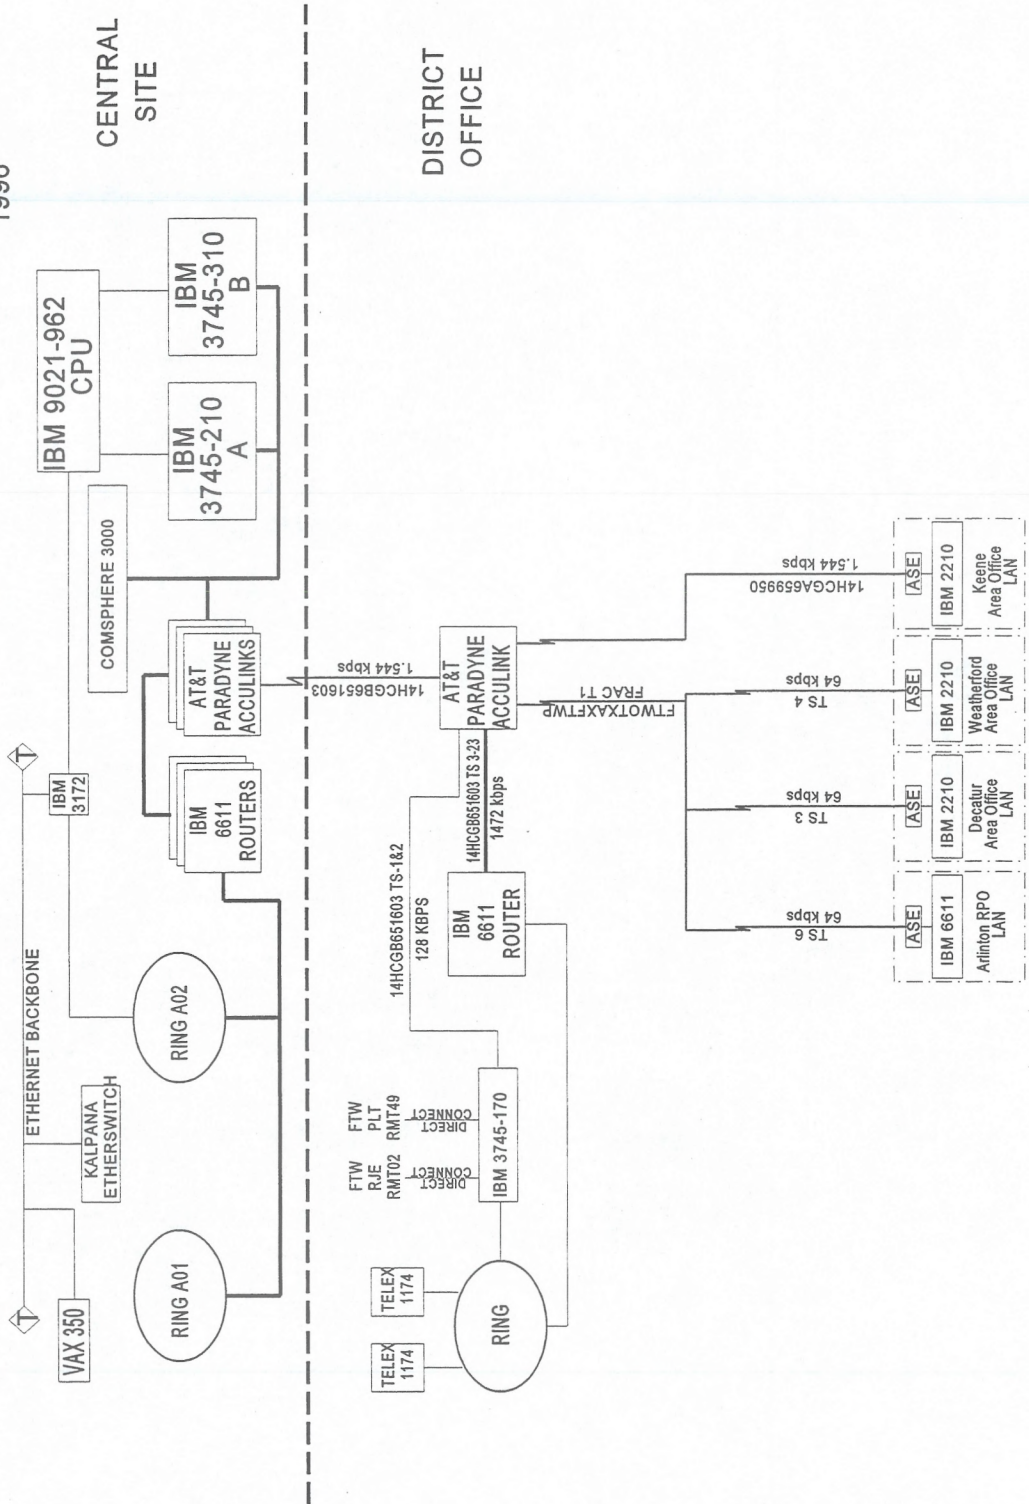 1996
CENTRAL
SITE
IBM 9021-962
CPU
IBM
3745-310
B
IBM
3745-210
A
COMSPHERE 3000
AT&T
PARADYNE
ACCULINKS
IBM
6611
ROUTERS
IBM
3172
T
T
ETHERNET BACKBONE
KALPANA
ETHERSWITCH
VAX 350
RING A02
RING A01
DISTRICT
OFFICE
14HCGB651603
1.544 kbps
AT&T
PARADYNE
ACCULINK
14HCGB651603 TS 3-23
1472 kbps
14HCGB651603 TS-1&2
128 KBPS
IBM
6611
ROUTER
FTW
PLT
RMT49
DIRECT
CONNECT
FTW
RJE
RMT02
DIRECT
CONNECT
IBM 3745-170
TELEX
1174
TELEX
1174
RING
FTWOTXAXFTWP
FRAC T1
14HCGA659950
1.544 kbps
TS 4
64 kbps
TS 3
64 kbps
TS 6
64 kbps
ASE
IBM 6611
Arlinton RPO
LAN
ASE
IBM 2210
Decatur
Area Office
LAN
ASE
IBM 2210
Weatherford
Area Office
LAN
ASE
IBM 2210
Keene
Area Office
LAN